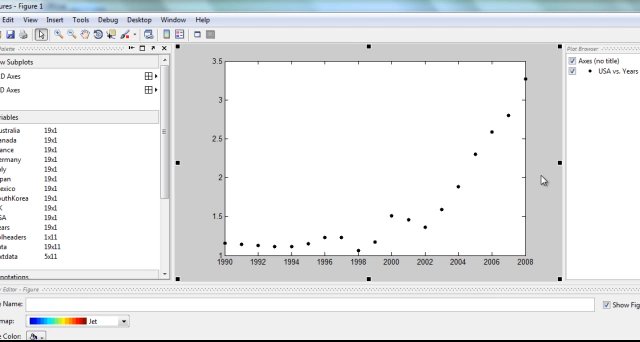 ures - Figure 1
Edit View Insert Tools Debug Desktop Window Help
Palette
Plot Browser
w Subplots
D Axes
D Axes
riables
ustralia 19x1
anada 19x1
ance 19x1
ermany 19x1
ly 19x1
pan 19x1
exico 19x1
outhKorea 19x1
K 19x1
SA 19x1
ears 19x1
olheaders 1x11
ata 19x11
extdata 5x11
notations
3.5
3
2.5
2
1.5
1
1990 1992 1994 1996 1998 2000 2002 2004 2006 2008
Axes (no title)
USA vs. Years
Editor - Figure
e Name:
Show Fig
map: Jet
e Color: